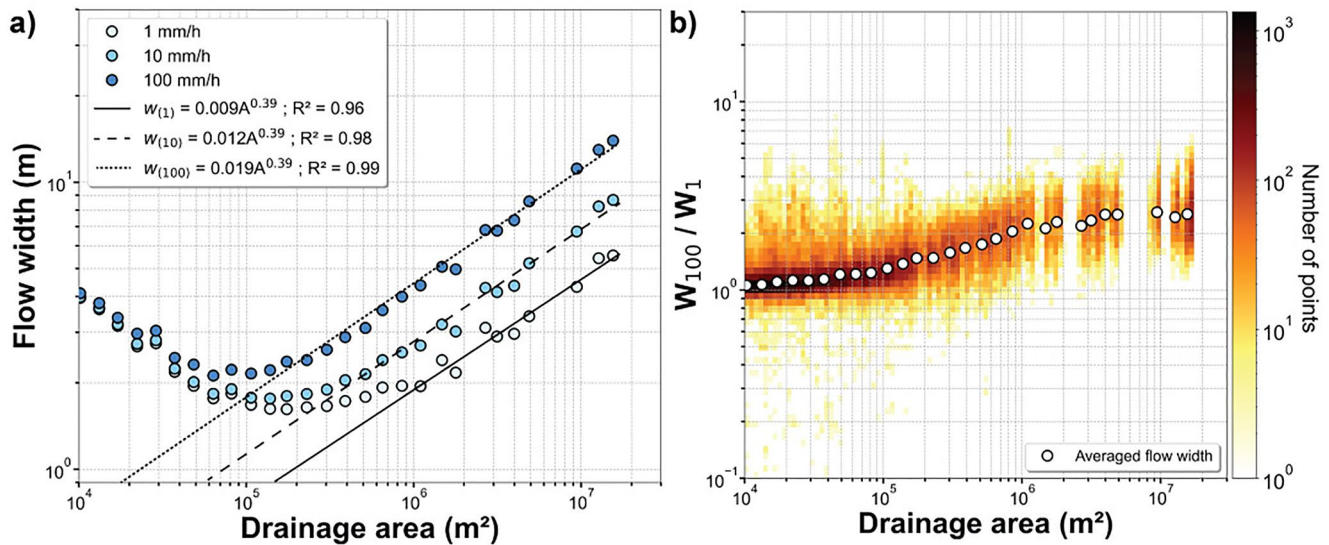 a)
1 mm/h
10 mm/h
100 mm/h
w(1) = 0.009A^0.39 ; R² = 0.96
w(10) = 0.012A^0.39 ; R² = 0.98
w(100) = 0.019A^0.39 ; R² = 0.99
Flow width (m)
10^1
10^0
10^4
10^5
10^6
10^7
Drainage area (m²)
b)
W100 / W1
10^1
10^0
10^-1
10^4
10^5
10^6
10^7
Drainage area (m²)
Averaged flow width
10^3
10^2
10^1
10^0
Number of points